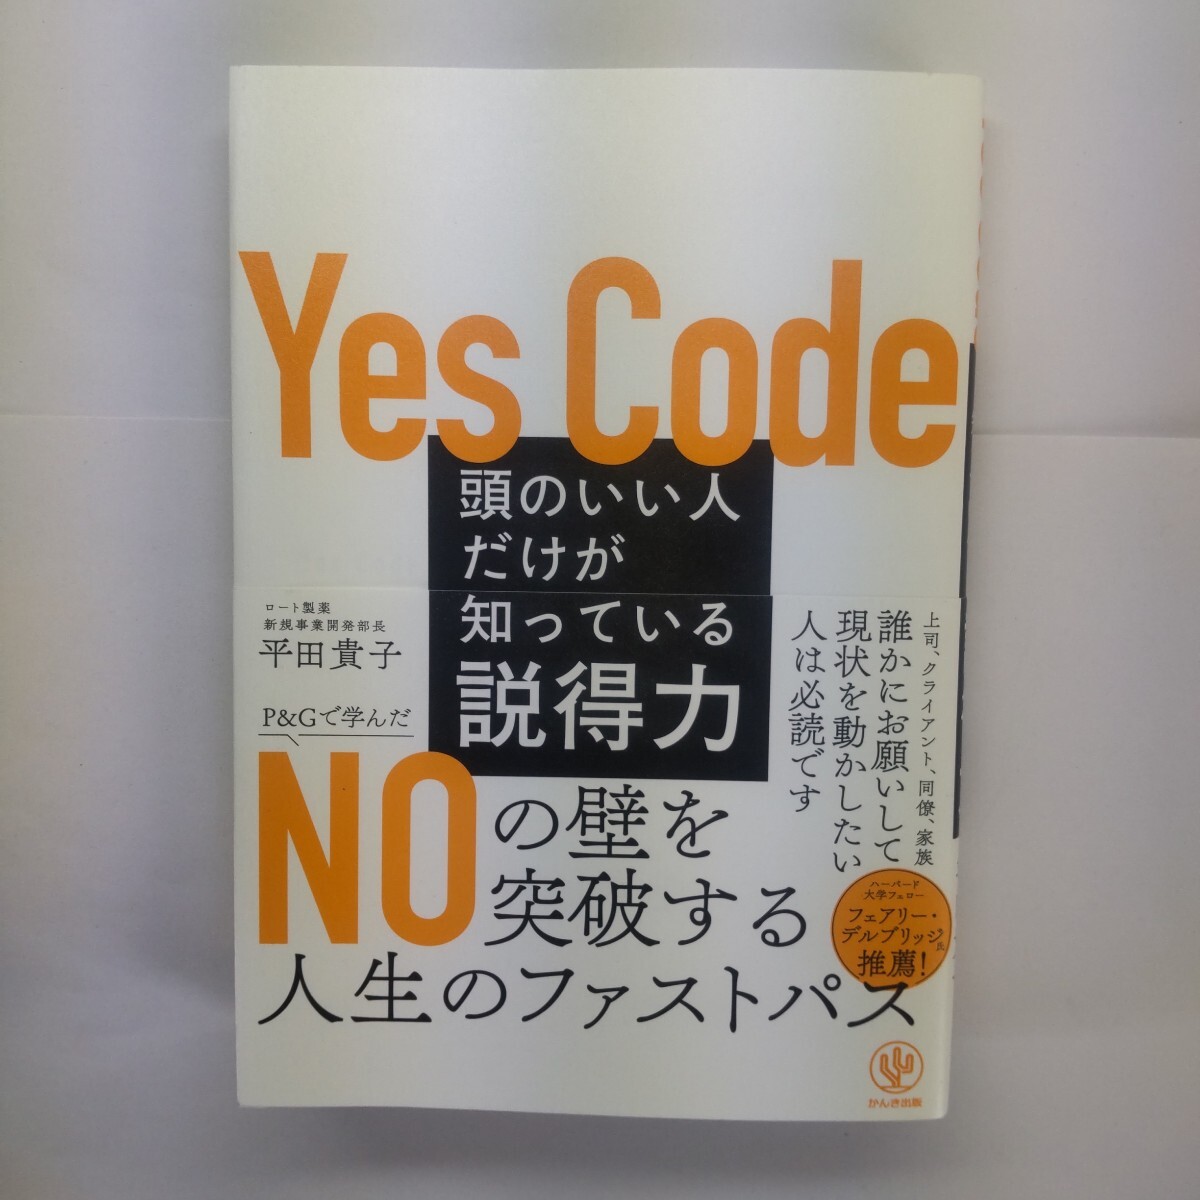 Yes Code
頭のいい人
だけが
知っている
説得力
ロート製薬
新規事業開発部長
平田貴子
P&Gで学んだ
NOの壁を
突破する
人生のファストパス
上司、クライアント、同僚、家族
誰かにお願いして
現状を動かしたい
人は必読です
ハーバード
大学フェロー
フェアリー・
デルブリッジ氏
推薦！
かんき出版